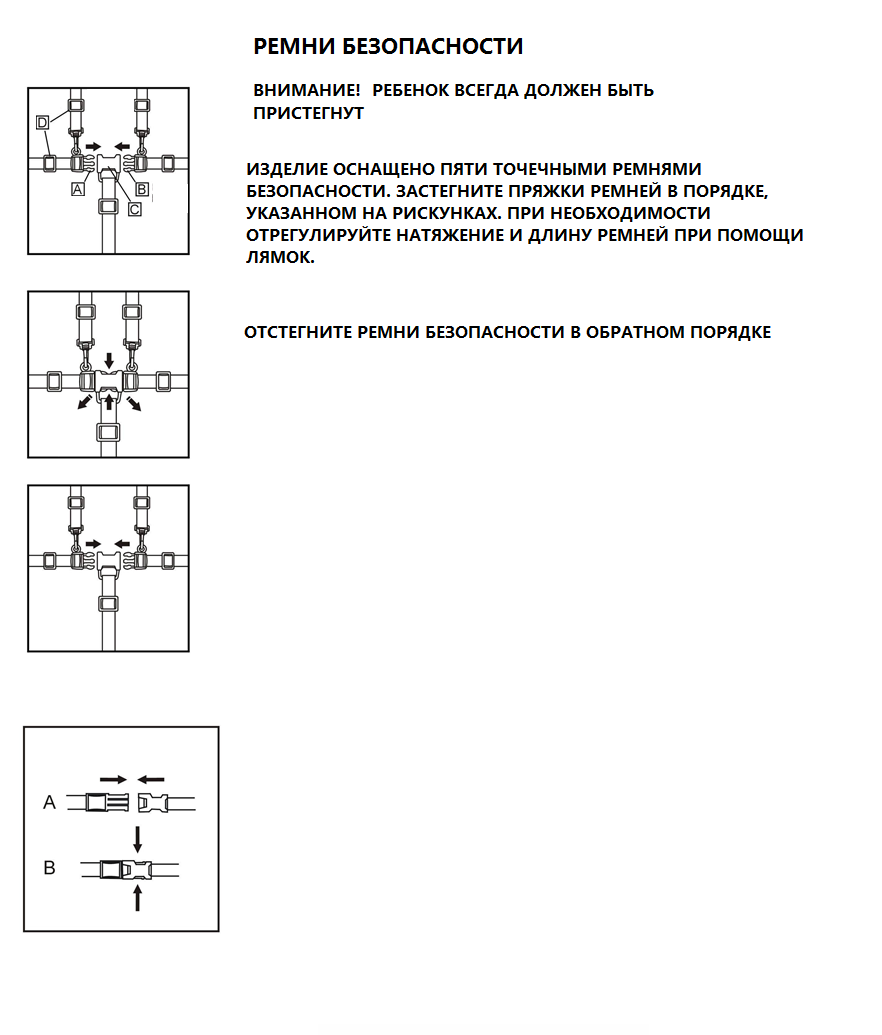 РЕМНИ БЕЗОПАСНОСТИ
ВНИМАНИЕ! РЕБЕНОК ВСЕГДА ДОЛЖЕН БЫТЬ
ПРИСТЕГНУТ
D
A
B
C
ИЗДЕЛИЕ ОСНАЩЕНО ПЯТИ ТОЧЕЧНЫМИ РЕМНЯМИ
БЕЗОПАСНОСТИ. ЗАСТЕГНИТЕ ПРЯЖКИ РЕМНЕЙ В ПОРЯДКЕ,
УКАЗАННОМ НА РИСКУНКАХ. ПРИ НЕОБХОДИМОСТИ
ОТРЕГУЛИРУЙТЕ НАТЯЖЕНИЕ И ДЛИНУ РЕМНЕЙ ПРИ ПОМОЩИ
ЛЯМОК.
ОТСТЕГНИТЕ РЕМНИ БЕЗОПАСНОСТИ В ОБРАТНОМ ПОРЯДКЕ
A
B